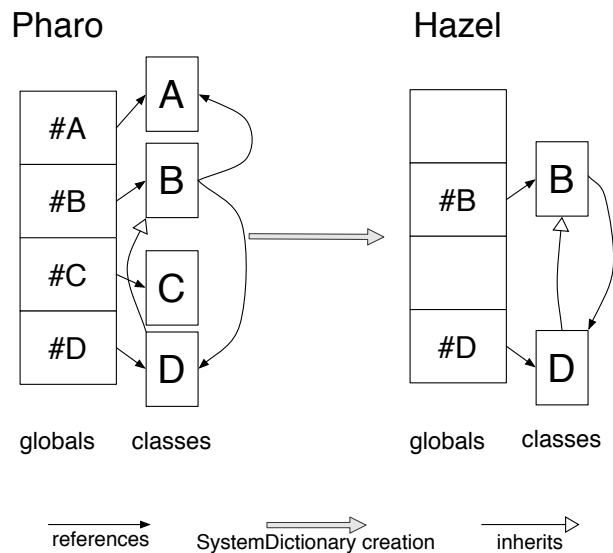 Pharo
Hazel
#A
#B
#C
#D
A
B
C
D
globals classes
#B
#D
B
D
globals classes
references
SystemDictionary creation
inherits